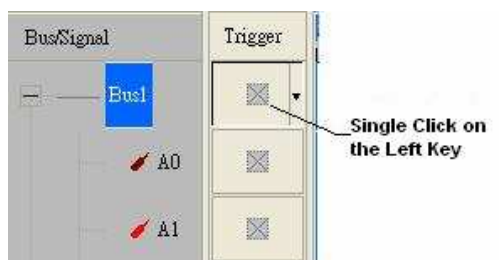 Bus/Signal
Trigger
Bus1
Single Click on
the Left Key
A0
A1